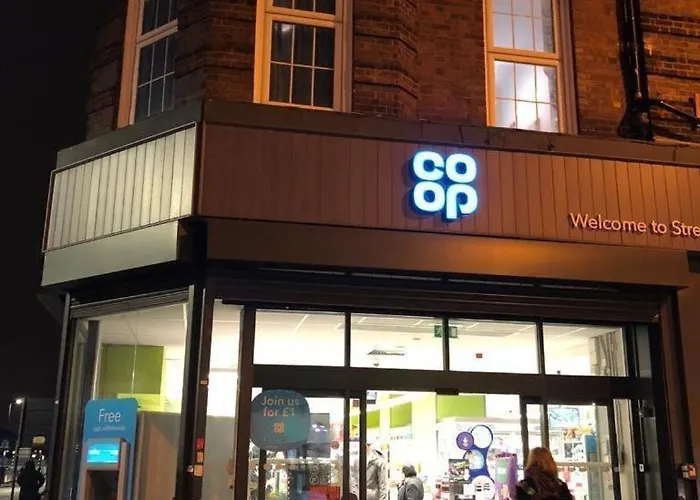 co
op
Welcome to Stre
Join us
for £1
Free